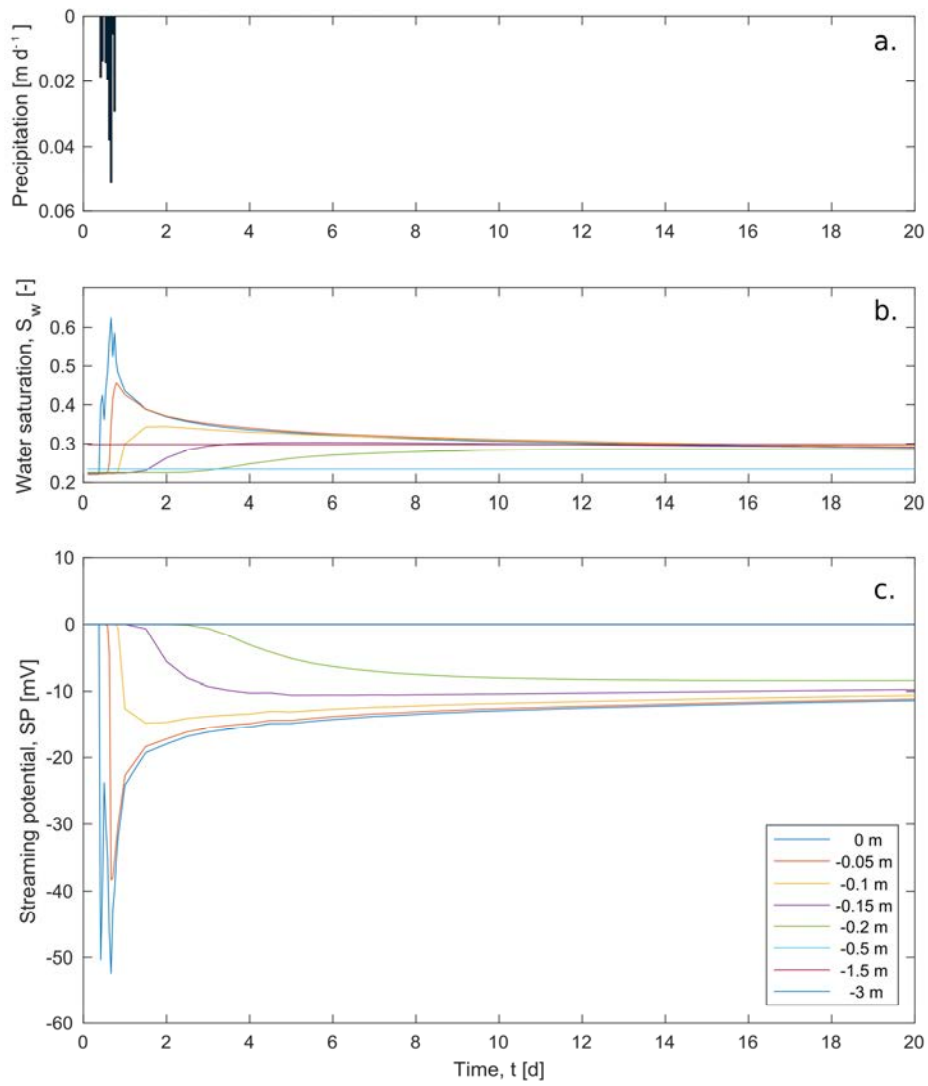 a.
Precipitation [m d⁻¹]
0
0.02
0.04
0.06
0 2 4 6 8 10 12 14 16 18 20
b.
Water saturation, S_w [-]
0.6
0.5
0.4
0.3
0.2
0 2 4 6 8 10 12 14 16 18 20
c.
Streaming potential, SP [mV]
10
0
-10
-20
-30
-40
-50
-60
0 m
-0.05 m
-0.1 m
-0.15 m
-0.2 m
-0.5 m
-1.5 m
-3 m
0 2 4 6 8 10 12 14 16 18 20
Time, t [d]